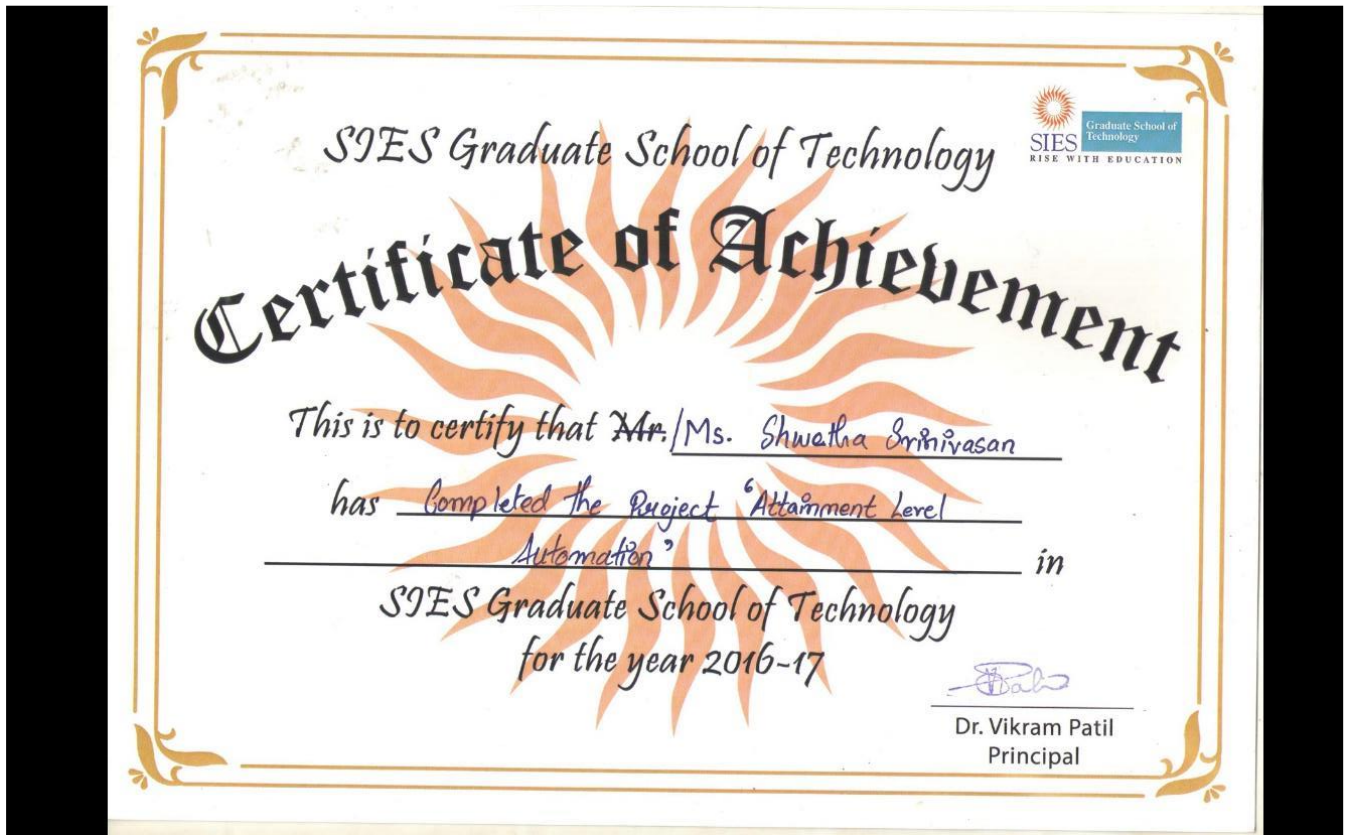 SIES Graduate School of Technology
SIES
Graduate School of
Technology
RISE WITH EDUCATION
Certificate of Achievement
This is to certify that Mr./Ms. Shwetha Srinivasan
has Completed the Project 'Attainment Level
Automation' in
SIES Graduate School of Technology
for the year 2016-17
Dr. Vikram Patil
Principal